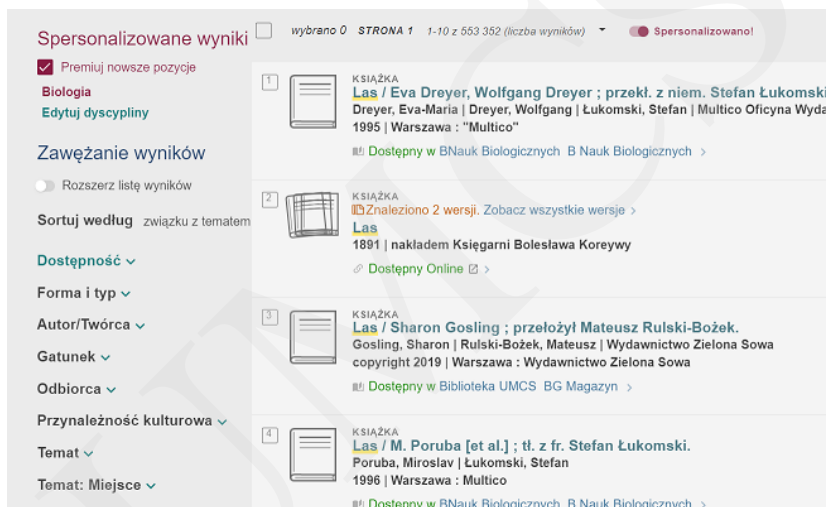 Spersonalizowane wyniki
Premiuj nowsze pozycje
Biologia
Edytuj dyscypliny
Zawężanie wyników
Rozszerz listę wyników
Sortuj według związku z tematem
Dostępność
Forma i typ
Autor/Twórca
Gatunek
Odbiorca
Przynależność kulturowa
Temat
Temat: Miejsce
wybrano 0 STRONA 1 1-10 z 553 352 (liczba wyników) Spersonalizowano!
1
KSIĄŻKA
Las / Eva Dreyer, Wolfgang Dreyer ; przekł. z niem. Stefan Łukomski
Dreyer, Eva-Maria | Dreyer, Wolfgang | Łukomski, Stefan | Multico Oficyna Wyda
1995 | Warszawa : "Multico"
Dostępny w BNauk Biologicznych B Nauk Biologicznych >
2
KSIĄŻKA
Znaleziono 2 wersji. Zobacz wszystkie wersje >
Las
1891 | nakładem Księgarni Bolesława Koreywy
Dostępny Online >
3
KSIĄŻKA
Las / Sharon Gosling ; przełożył Mateusz Rulski-Bożek.
Gosling, Sharon | Rulski-Bożek, Mateusz | Wydawnictwo Zielona Sowa
copyright 2019 | Warszawa : Wydawnictwo Zielona Sowa
Dostępny w Biblioteka UMCS BG Magazyn >
4
KSIĄŻKA
Las / M. Poruba [et al.] ; tł. z fr. Stefan Łukomski.
Poruba, Miroslav | Łukomski, Stefan
1996 | Warszawa : Multico
Dostępny w BNauk Biologicznych B Nauk Biologicznych >
UMCS